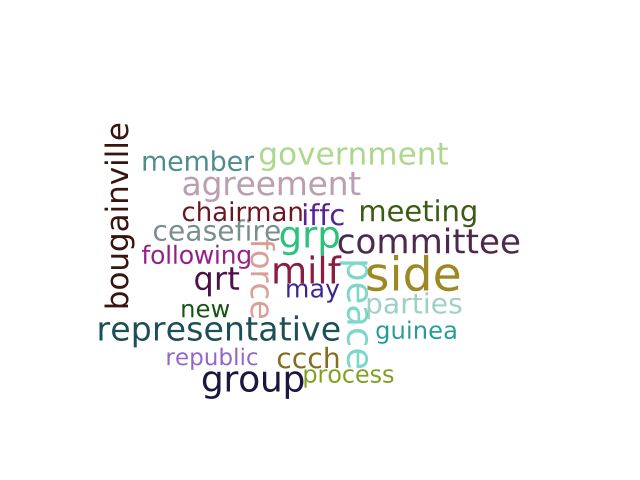 bougainville
member
government
agreement
chairman
iffc
meeting
ceasefire
grp
committee
following
force
milf
peace
side
qrt
may
parties
new
representative
guinea
republic
ccch
group
process